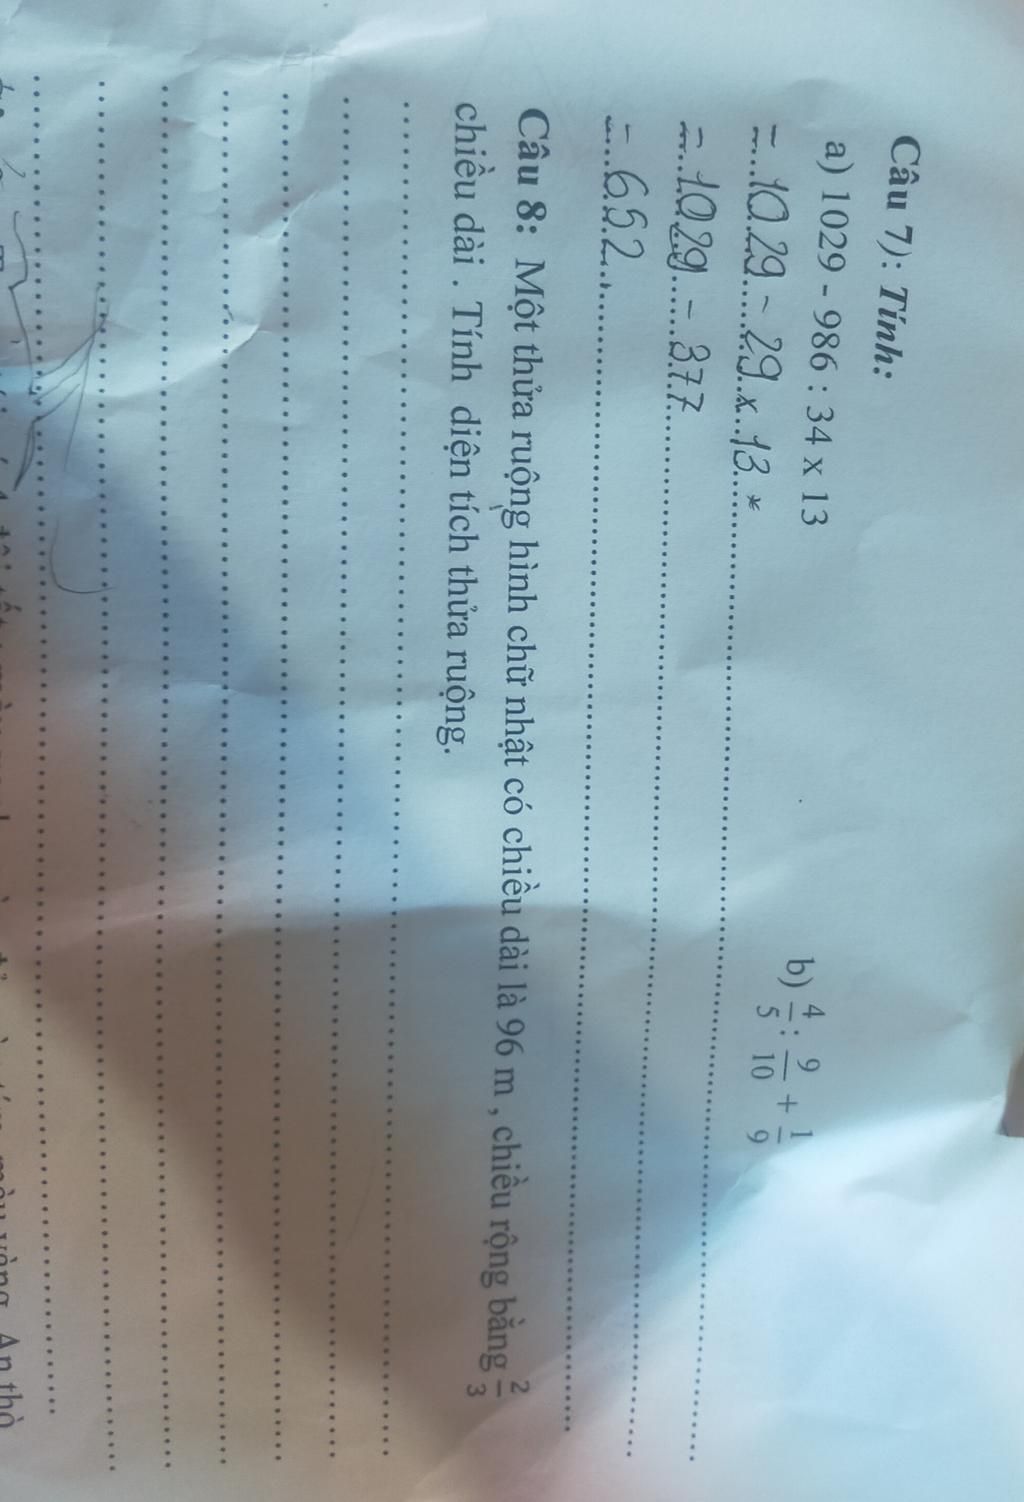 Câu 7): Tính:
a) 1029 - 986 : 34 x 13
b) 4/5 : 9/10 + 1/9
= 1029 - 29 x 13 *
= 1029 - 377
= 652
Câu 8: Một thửa ruộng hình chữ nhật có chiều dài là 96 m , chiều rộng bằng 2/3
chiều dài . Tính diện tích thửa ruộng.
An thò